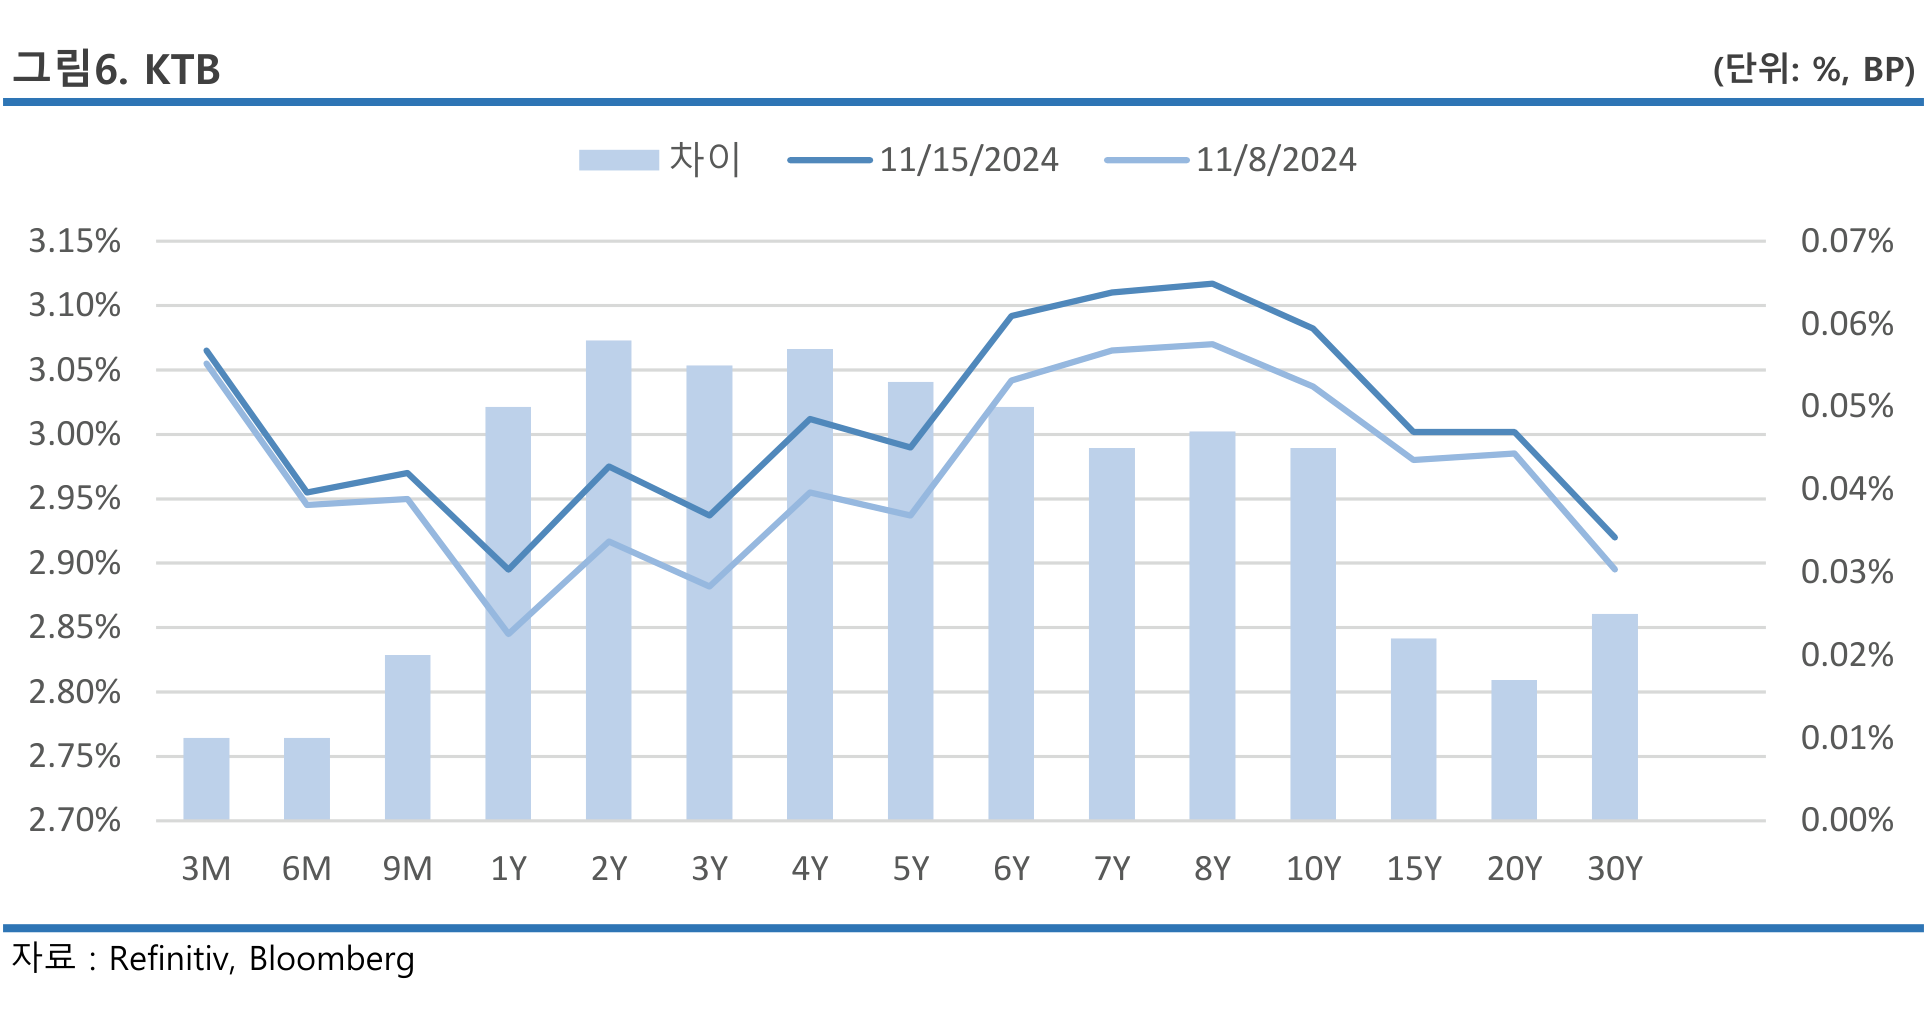 그림6. KTB
(단위: %, BP)
차이 11/15/2024 11/8/2024
3.15% 0.07%
3.10%
0.06%
3.05%
0.05%
3.00%
2.95% 0.04%
2.90% 0.03%
2.85%
0.02%
2.80%
2.75% 0.01%
2.70% 0.00%
3M 6M 9M 1Y 2Y 3Y 4Y 5Y 6Y 7Y 8Y 10Y 15Y 20Y 30Y
자료 : Refinitiv, Bloomberg